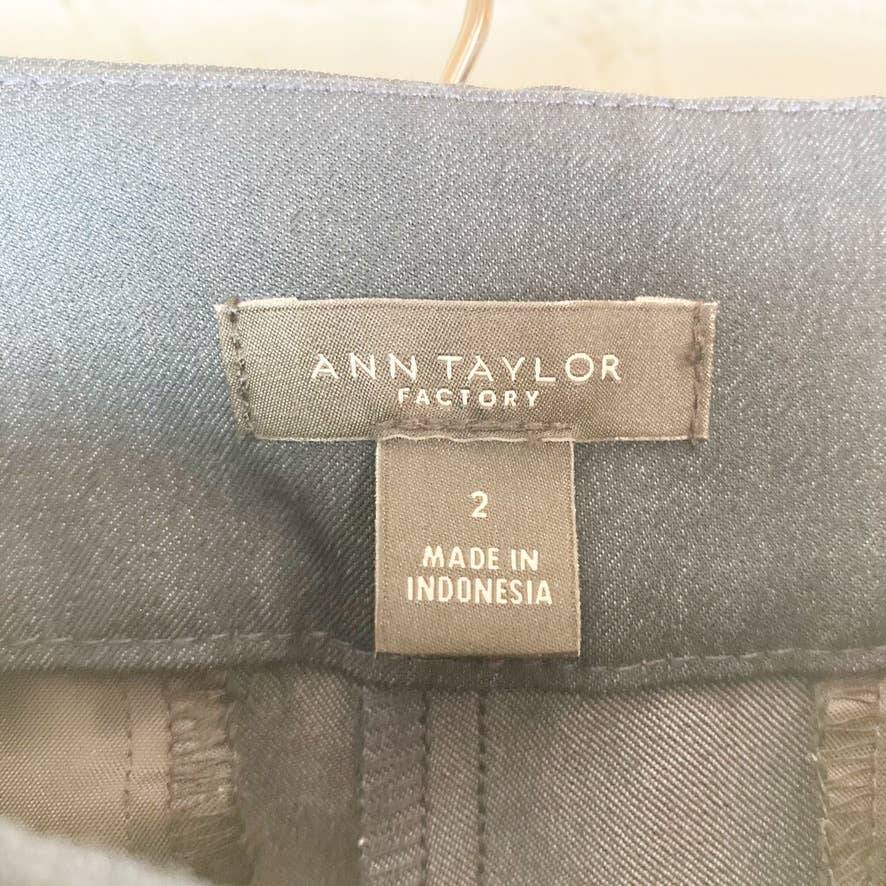 ANN TAYLOR
FACTORY
2
MADE IN
INDONESIA